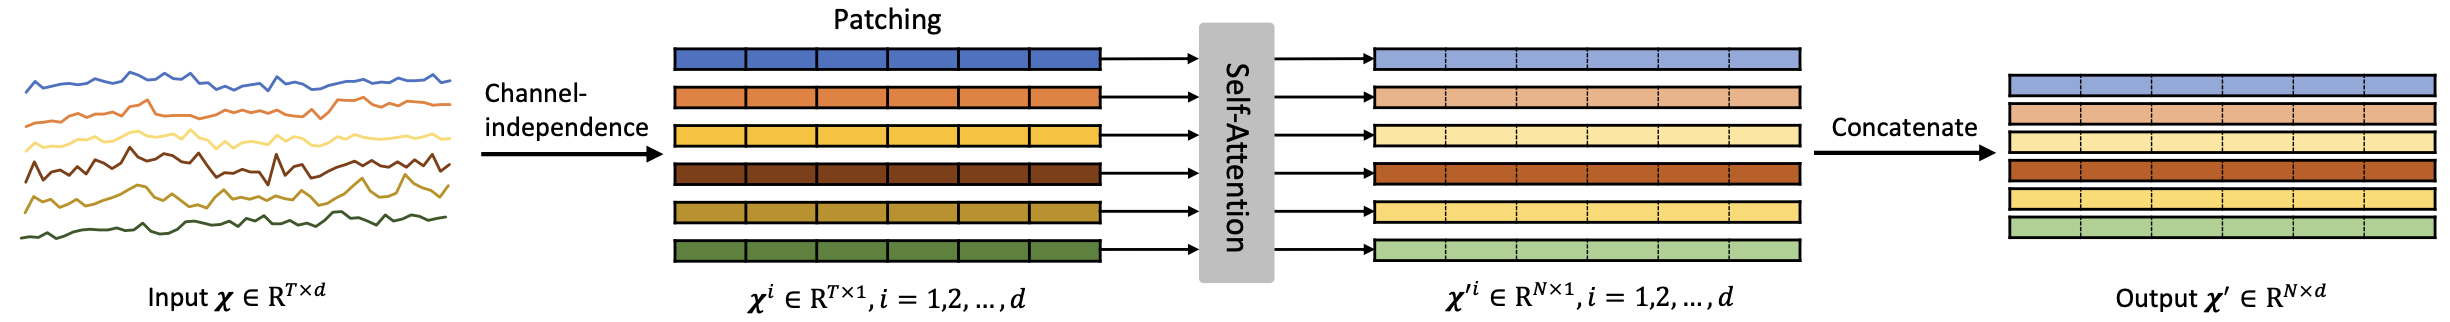 Patching
Channel-
independence
Self-Attention
Concatenate
Input 𝝌 ∈ R^{T×d}
𝝌^i ∈ R^{T×1}, i = 1,2, …, d
𝝌′^i ∈ R^{N×1}, i = 1,2, …, d
Output 𝝌′ ∈ R^{N×d}